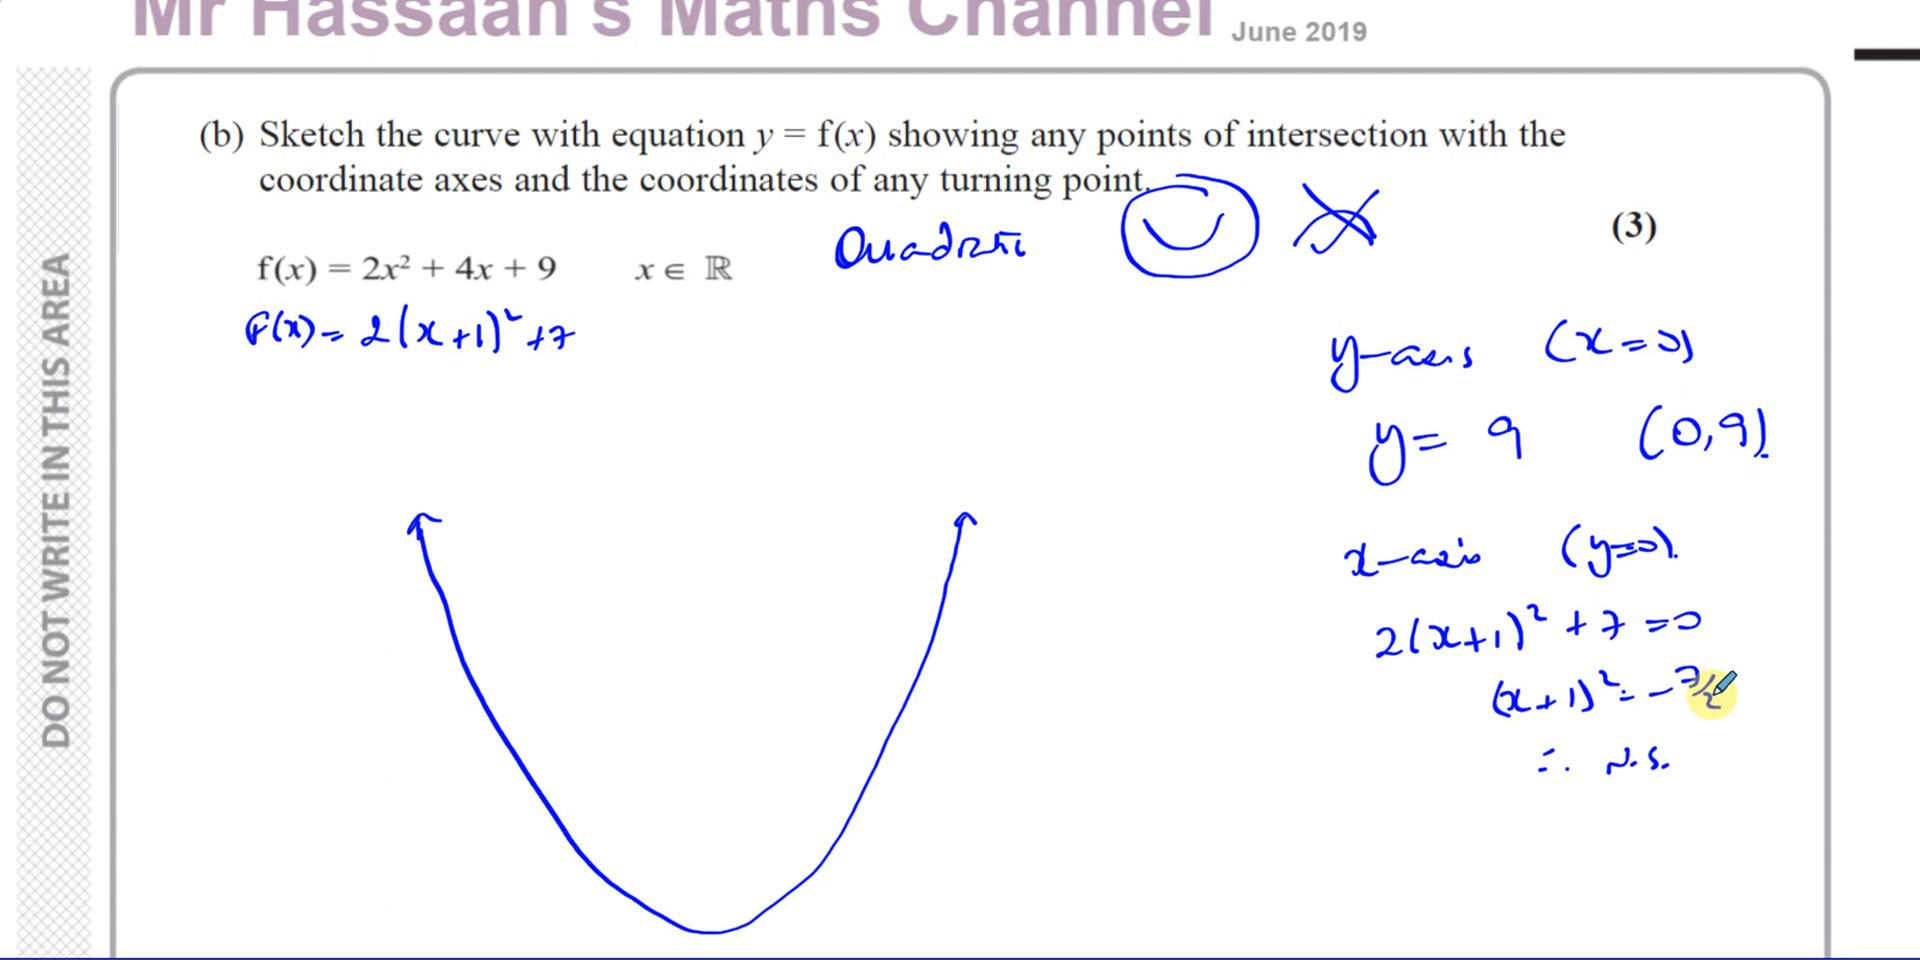 Mr Hassaan's Maths Channel June 2019
DO NOT WRITE IN THIS AREA
(b) Sketch the curve with equation y = f(x) showing any points of intersection with the
coordinate axes and the coordinates of any turning point.
(3)
f(x) = 2x² + 4x + 9 x ∈ ℝ
F(x) = 2(x+1)² + 7
Quadratic
y-axis (x=0)
y = 9 (0,9)
x-axis (y=0)
2(x+1)² + 7 = 0
(x+1)² = -7/2
∴ N.S.